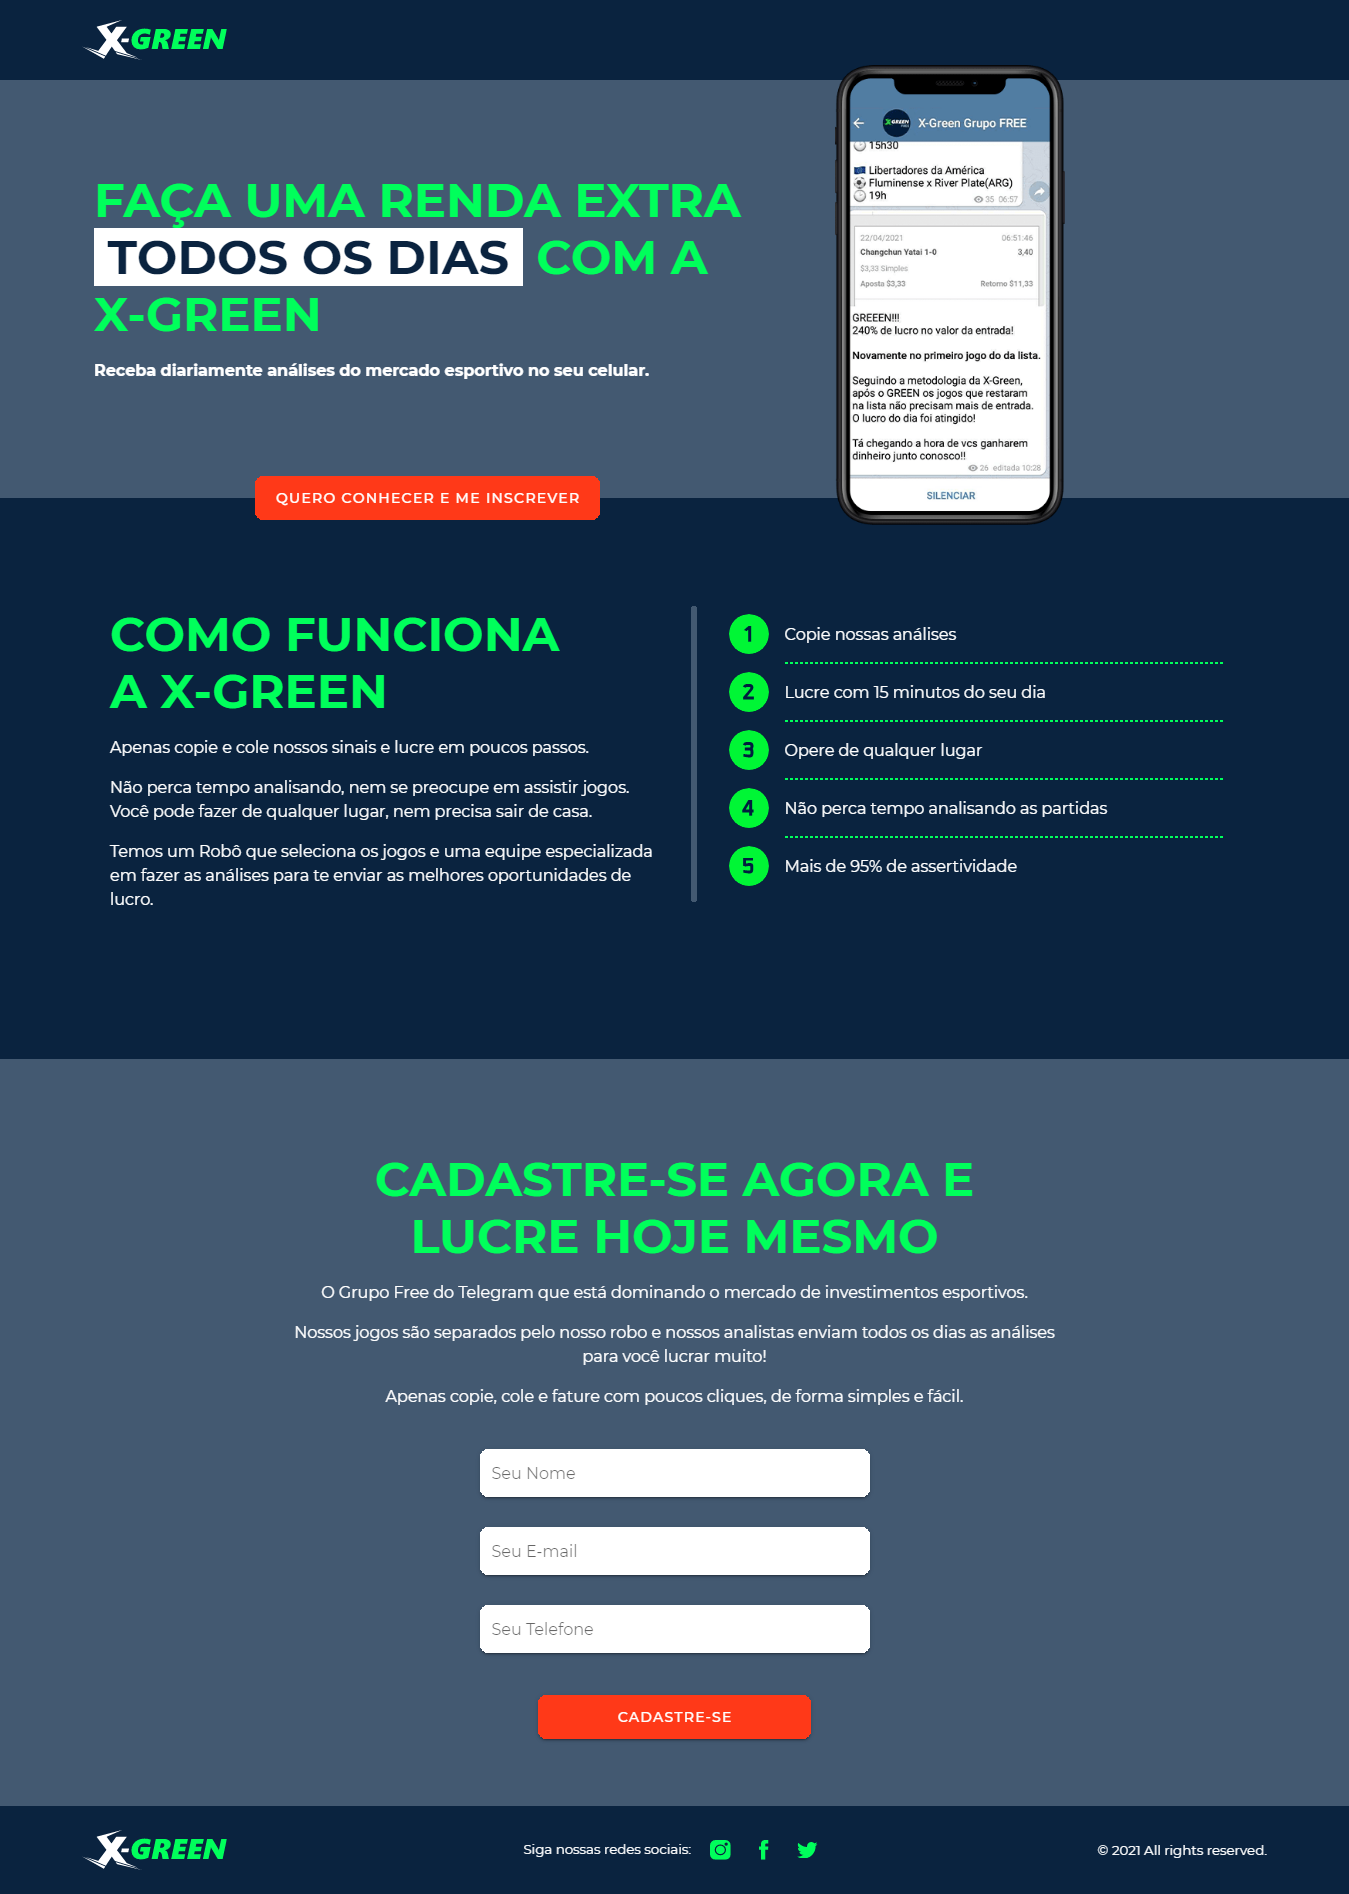 X-GREEN
X-GREEN
X-Green Grupo FREE
15h30
Libertadores da América
Fluminense x River Plate(ARG)
19h
35 06:57
22/04/2021 06:51:46
Changchun Yatai 1-0 3,40
$3,33 Simples
Aposta $3,33 Retorno $11,33
GREEEN!!!
240% de lucro no valor da entrada!
Novamente no primeiro jogo do da lista.
Seguindo a metodologia da X-Green,
após o GREEN os jogos que restaram
na lista não precisam mais de entrada.
O lucro do dia foi atingido!
Tá chegando a hora de vcs ganharem
dinheiro junto conosco!!
26 editada 10:28
SILENCIAR
FAÇA UMA RENDA EXTRA
TODOS OS DIAS COM A
X-GREEN
Receba diariamente análises do mercado esportivo no seu celular.
QUERO CONHECER E ME INSCREVER
COMO FUNCIONA
A X-GREEN
Apenas copie e cole nossos sinais e lucre em poucos passos.
Não perca tempo analisando, nem se preocupe em assistir jogos.
Você pode fazer de qualquer lugar, nem precisa sair de casa.
Temos um Robô que seleciona os jogos e uma equipe especializada
em fazer as análises para te enviar as melhores oportunidades de
lucro.
1 Copie nossas análises
2 Lucre com 15 minutos do seu dia
3 Opere de qualquer lugar
4 Não perca tempo analisando as partidas
5 Mais de 95% de assertividade
CADASTRE-SE AGORA E
LUCRE HOJE MESMO
O Grupo Free do Telegram que está dominando o mercado de investimentos esportivos.
Nossos jogos são separados pelo nosso robo e nossos analistas enviam todos os dias as análises
para você lucrar muito!
Apenas copie, cole e fature com poucos cliques, de forma simples e fácil.
Seu Nome
Seu E-mail
Seu Telefone
CADASTRE-SE
X-GREEN
Siga nossas redes sociais:
© 2021 All rights reserved.